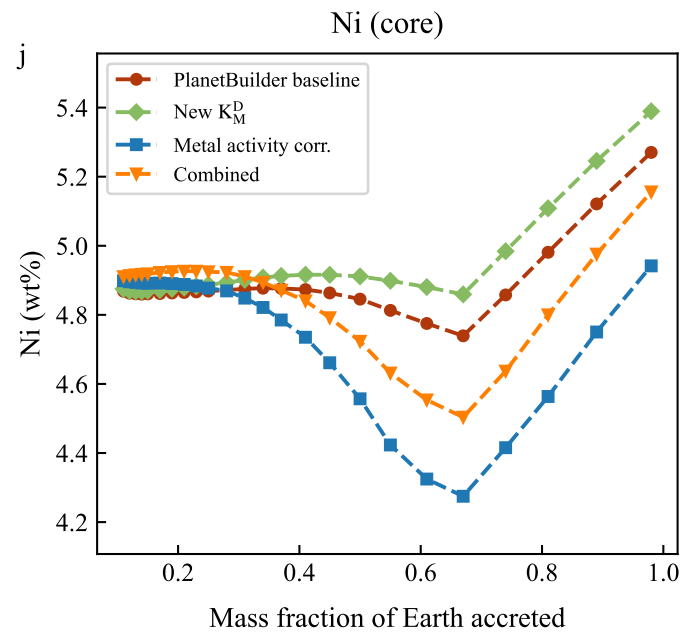 Ni (core)
j
PlanetBuilder baseline
New K^D_M
Metal activity corr.
Combined
Ni (wt%)
5.4
5.2
5.0
4.8
4.6
4.4
4.2
0.2 0.4 0.6 0.8 1.0
Mass fraction of Earth accreted